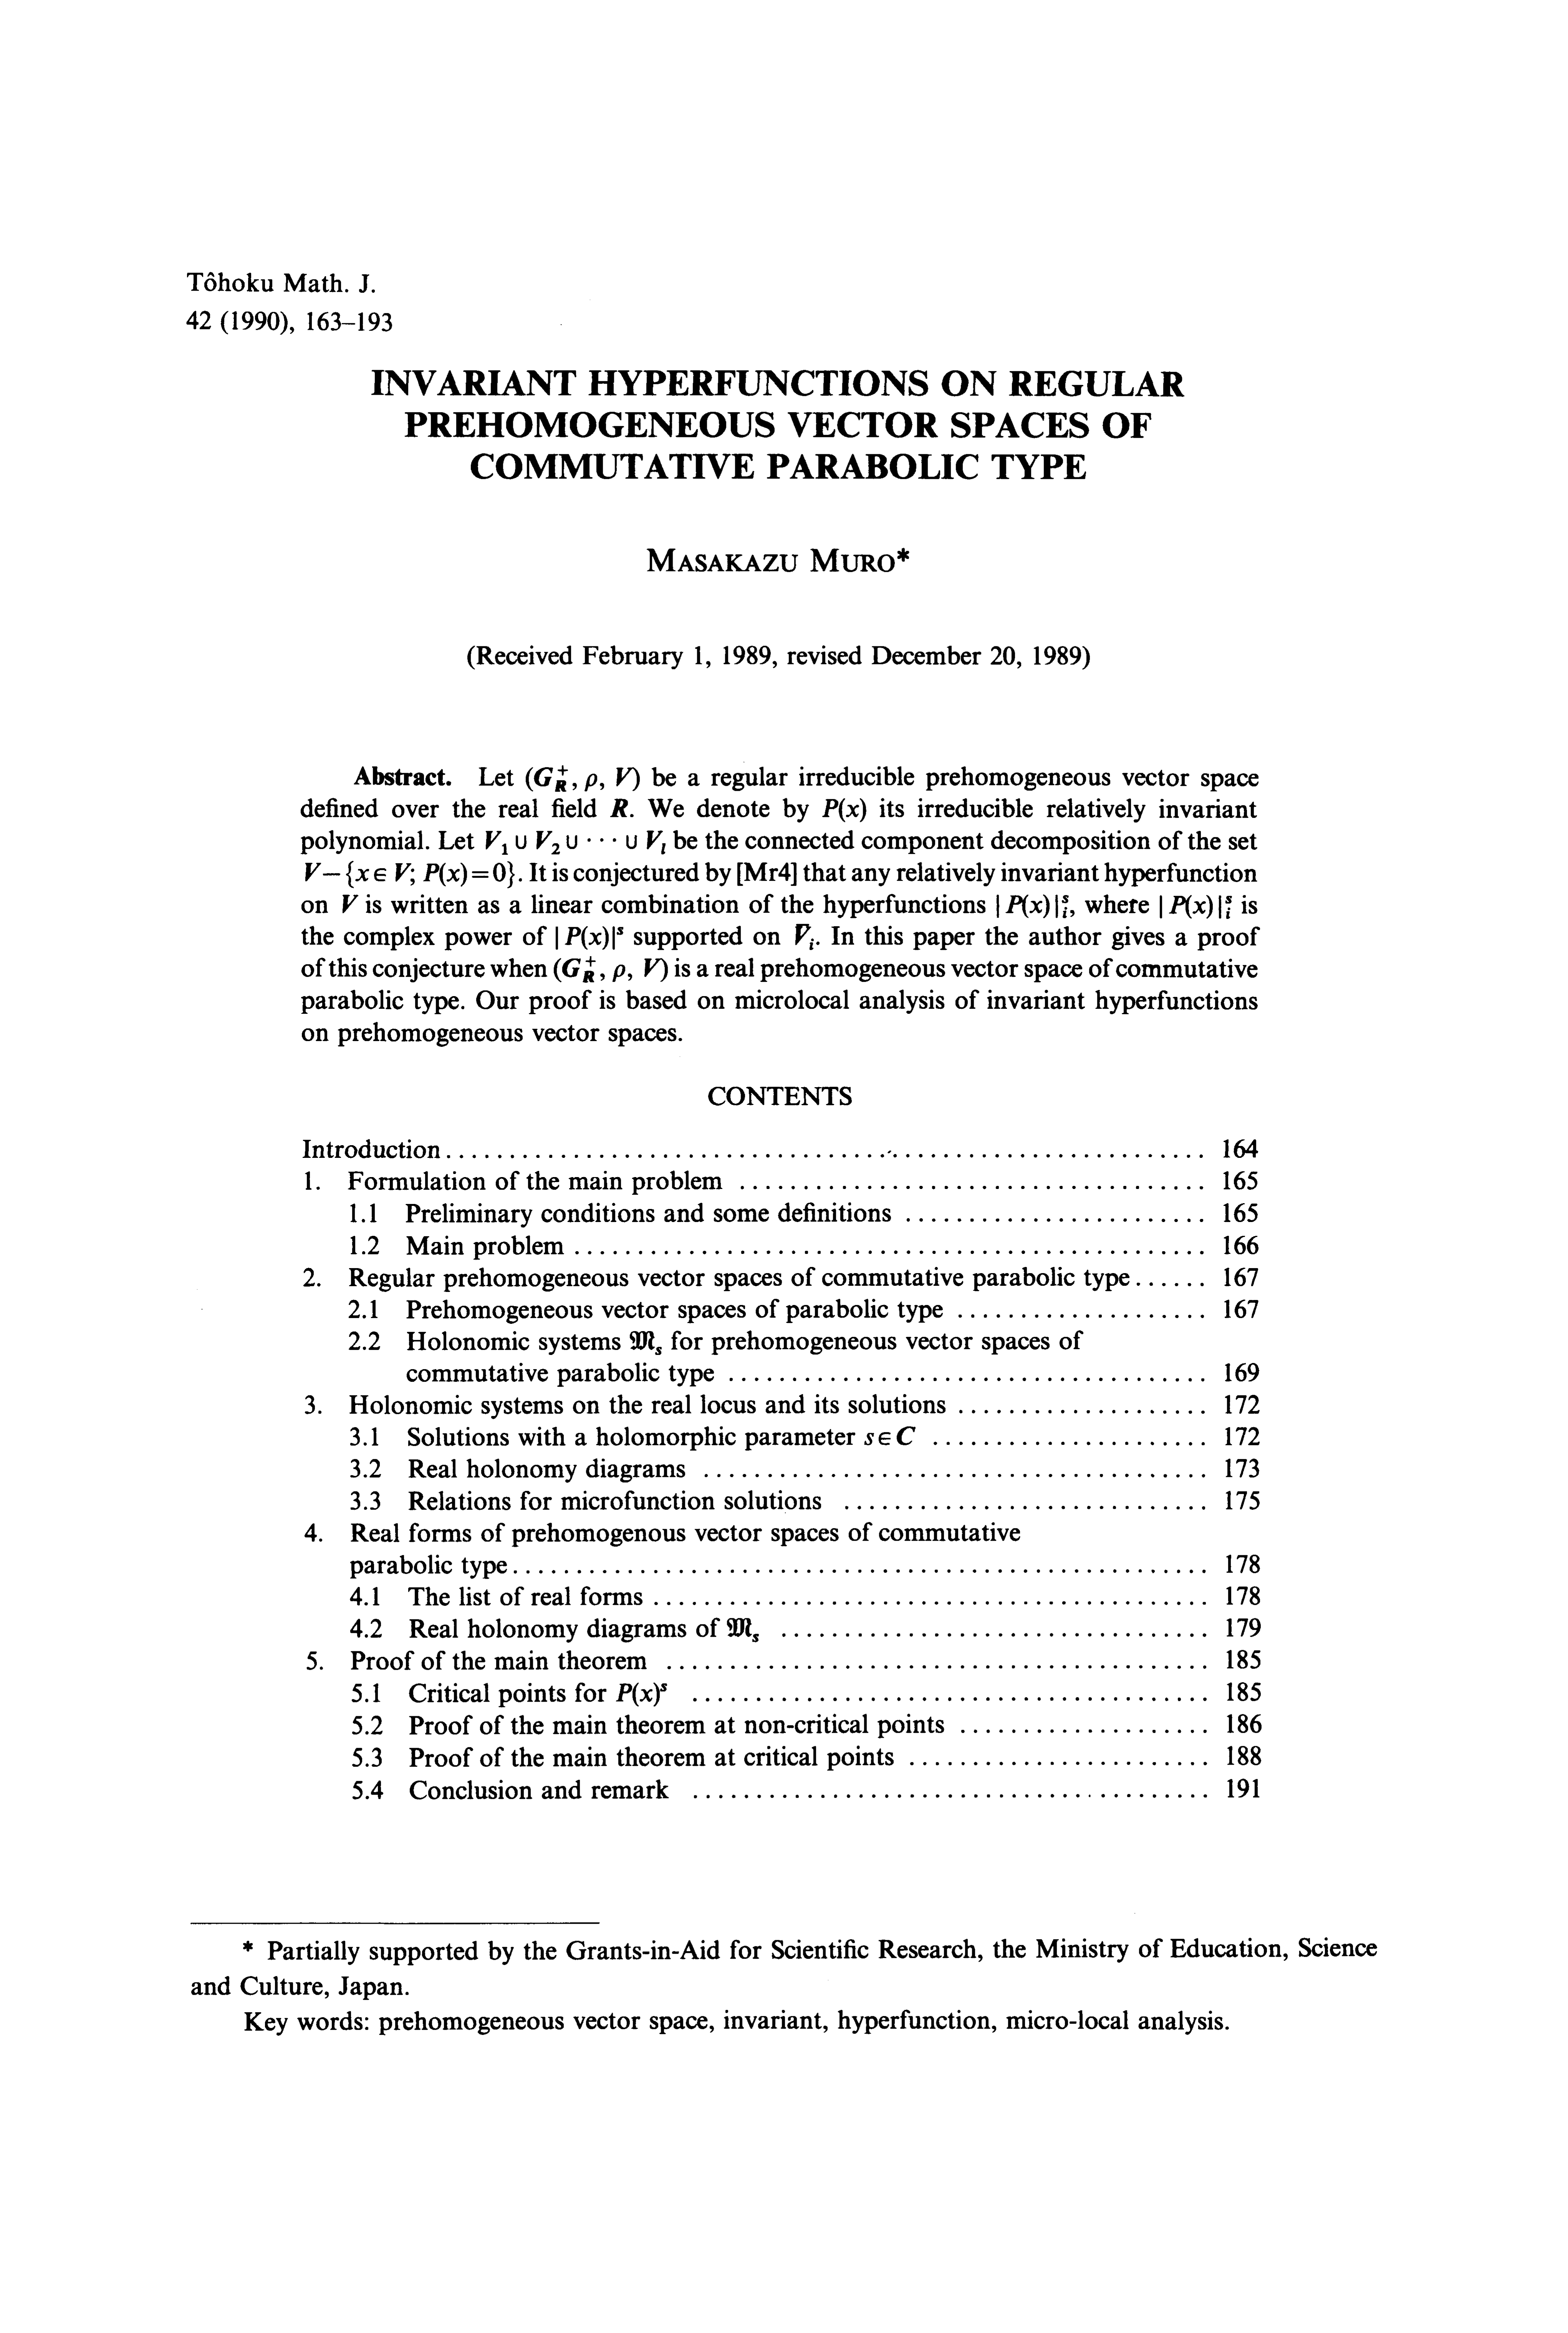 Tôhoku Math. J.
42 (1990), 163–193
INVARIANT HYPERFUNCTIONS ON REGULAR
PREHOMOGENEOUS VECTOR SPACES OF
COMMUTATIVE PARABOLIC TYPE
MASAKAZU MURO*
(Received February 1, 1989, revised December 20, 1989)
Abstract. Let (G_R^+, ρ, V) be a regular irreducible prehomogeneous vector space
defined over the real field R. We denote by P(x) its irreducible relatively invariant
polynomial. Let V_1 ∪ V_2 ∪ ··· ∪ V_l be the connected component decomposition of the set
V−{x∈V; P(x)=0}. It is conjectured by [Mr4] that any relatively invariant hyperfunction
on V is written as a linear combination of the hyperfunctions |P(x)|_i^s, where |P(x)|_i^s is
the complex power of |P(x)|^s supported on V̄_i. In this paper the author gives a proof
of this conjecture when (G_R^+, ρ, V) is a real prehomogeneous vector space of commutative
parabolic type. Our proof is based on microlocal analysis of invariant hyperfunctions
on prehomogeneous vector spaces.
CONTENTS
Introduction ........................................................ 164
1. Formulation of the main problem ..................................... 165
1.1 Preliminary conditions and some definitions ........................ 165
1.2 Main problem .................................................. 166
2. Regular prehomogeneous vector spaces of commutative parabolic type ...... 167
2.1 Prehomogeneous vector spaces of parabolic type .................... 167
2.2 Holonomic systems 𝔐_s for prehomogeneous vector spaces of
commutative parabolic type ...................................... 169
3. Holonomic systems on the real locus and its solutions .................... 172
3.1 Solutions with a holomorphic parameter s∈C ...................... 172
3.2 Real holonomy diagrams ........................................ 173
3.3 Relations for microfunction solutions ............................. 175
4. Real forms of prehomogenous vector spaces of commutative
parabolic type ...................................................... 178
4.1 The list of real forms ............................................ 178
4.2 Real holonomy diagrams of 𝔐_s .................................. 179
5. Proof of the main theorem ........................................... 185
5.1 Critical points for P(x)^s ......................................... 185
5.2 Proof of the main theorem at non-critical points .................... 186
5.3 Proof of the main theorem at critical points ........................ 188
5.4 Conclusion and remark ......................................... 191
* Partially supported by the Grants-in-Aid for Scientific Research, the Ministry of Education, Science
and Culture, Japan.
Key words: prehomogeneous vector space, invariant, hyperfunction, micro-local analysis.